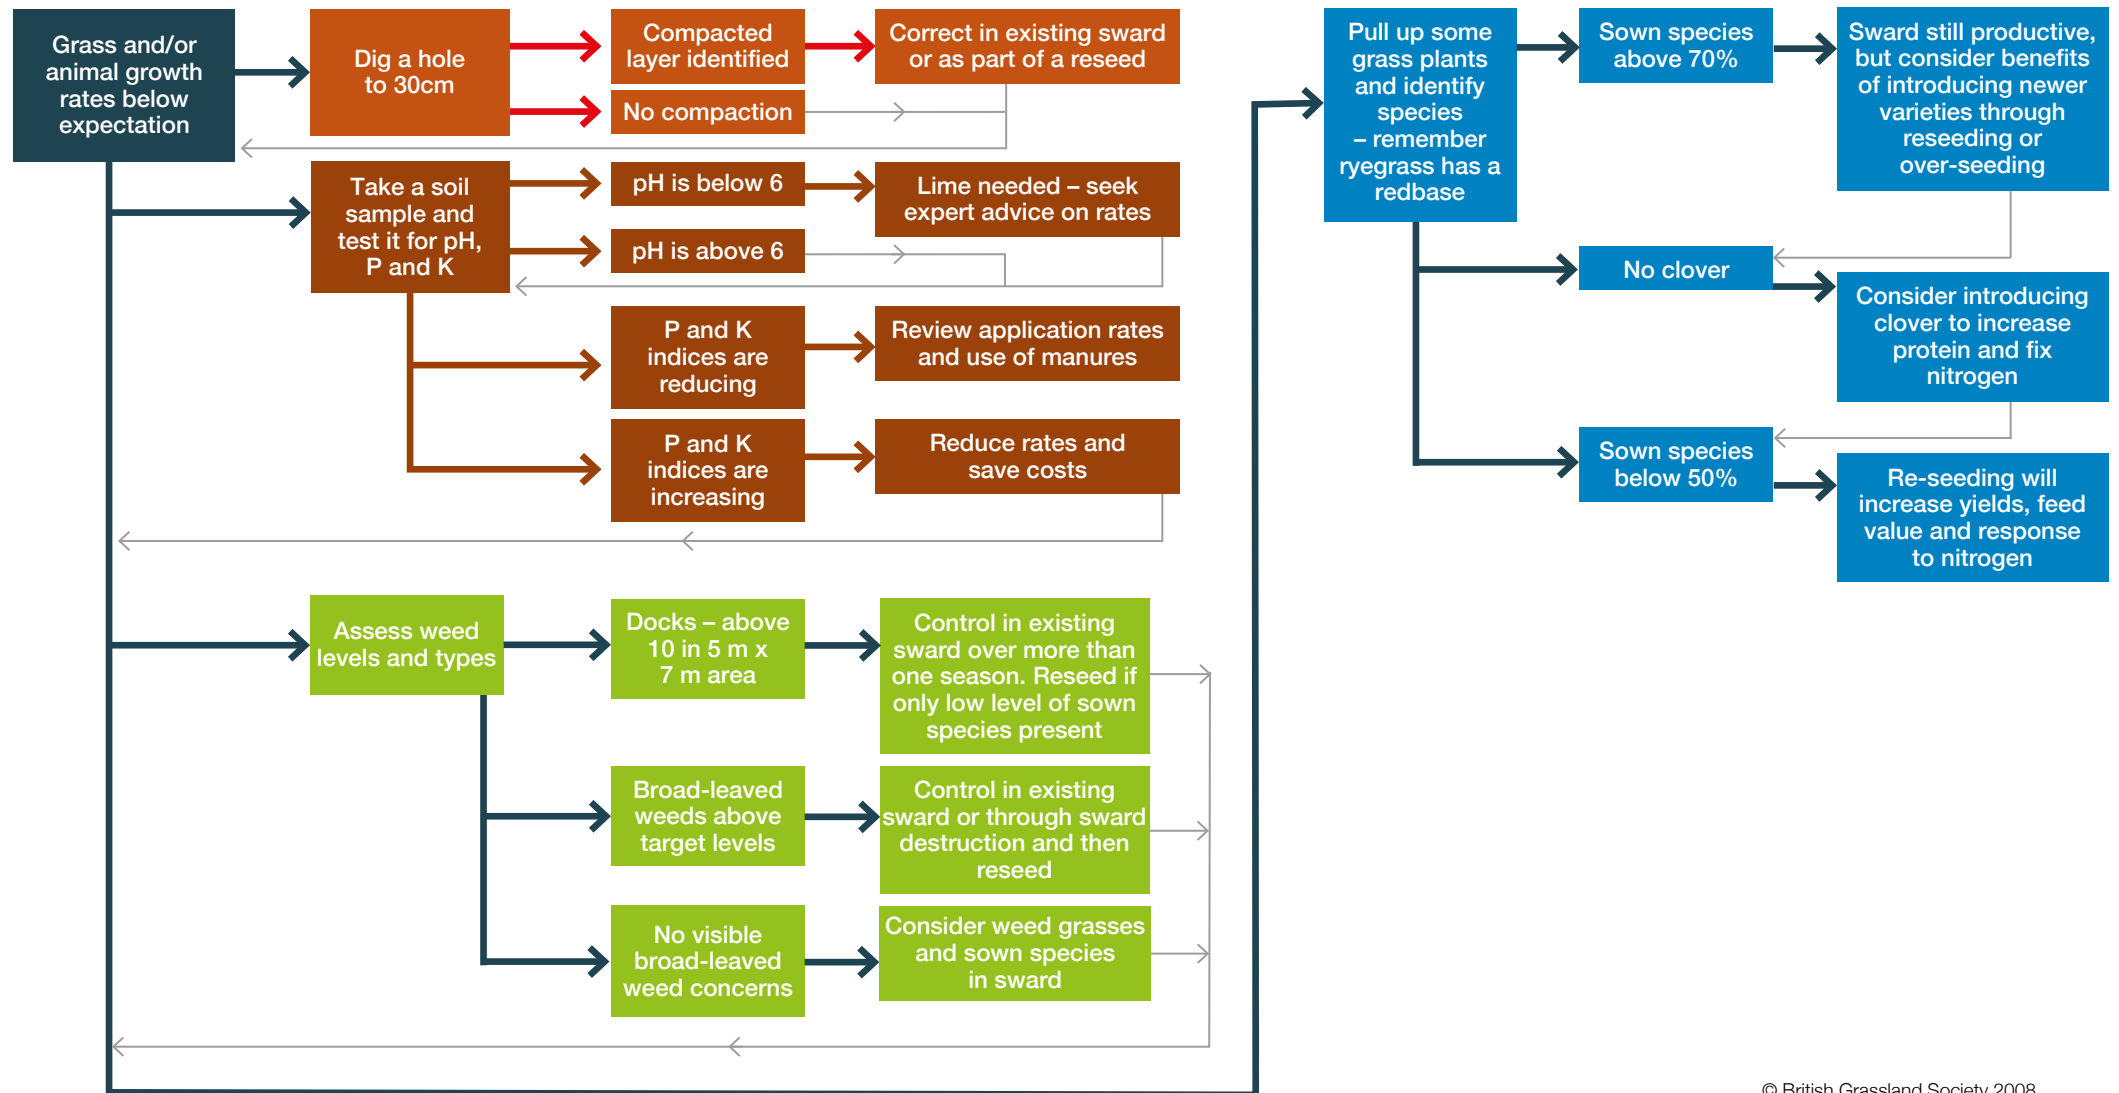 Grass and/or
animal growth
rates below
expectation
Dig a hole
to 30cm
Compacted
layer identified
Correct in existing sward
or as part of a reseed
No compaction
Take a soil
sample and
test it for pH,
P and K
pH is below 6
Lime needed – seek
expert advice on rates
pH is above 6
P and K
indices are
reducing
Review application rates
and use of manures
P and K
indices are
increasing
Reduce rates and
save costs
Assess weed
levels and types
Docks – above
10 in 5 m x
7 m area
Control in existing
sward over more than
one season. Reseed if
only low level of sown
species present
Broad-leaved
weeds above
target levels
Control in existing
sward or through sward
destruction and then
reseed
No visible
broad-leaved
weed concerns
Consider weed grasses
and sown species
in sward
Pull up some
grass plants
and identify
species
– remember
ryegrass has a
redbase
Sown species
above 70%
Sward still productive,
but consider benefits
of introducing newer
varieties through
reseeding or
over-seeding
No clover
Consider introducing
clover to increase
protein and fix
nitrogen
Sown species
below 50%
Re-seeding will
increase yields, feed
value and response
to nitrogen
© British Grassland Society 2008